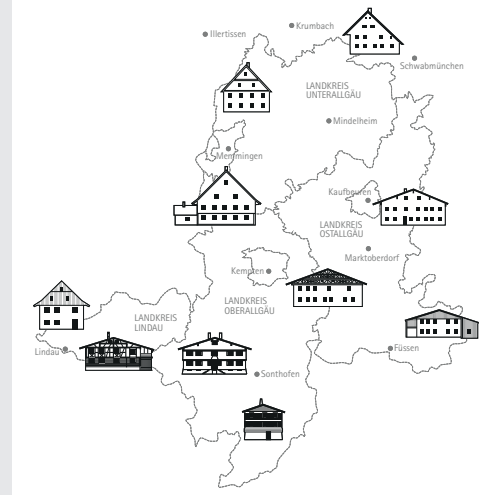 Krumbach
Illertissen
Schwabmünchen
LANDKREIS
UNTERALLGÄU
Mindelheim
Memmingen
Kaufbeuren
LANDKREIS
OSTALLGÄU
Marktoberdorf
Kempten
LANDKREIS
OBERALLGÄU
LANDKREIS
LINDAU
Lindau
Füssen
Sonthofen